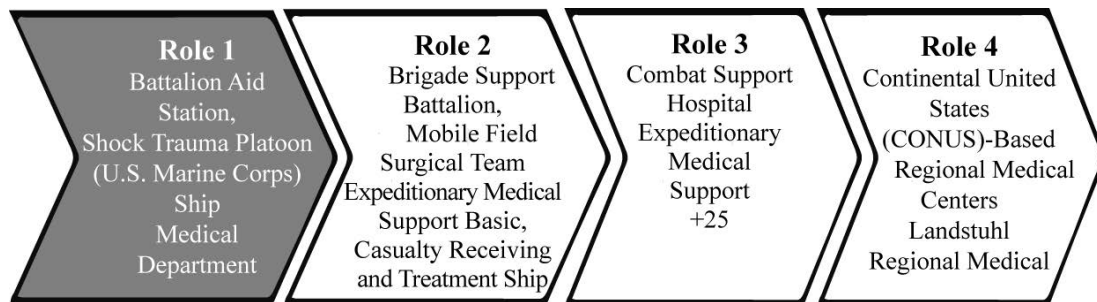 Role 1
Battalion Aid
Station,
Shock Trauma Platoon
(U.S. Marine Corps)
Ship
Medical
Department
Role 2
Brigade Support
Battalion,
Mobile Field
Surgical Team
Expeditionary Medical
Support Basic,
Casualty Receiving
and Treatment Ship
Role 3
Combat Support
Hospital
Expeditionary
Medical
Support
+25
Role 4
Continental United
States
(CONUS)-Based
Regional Medical
Centers
Landstuhl
Regional Medical